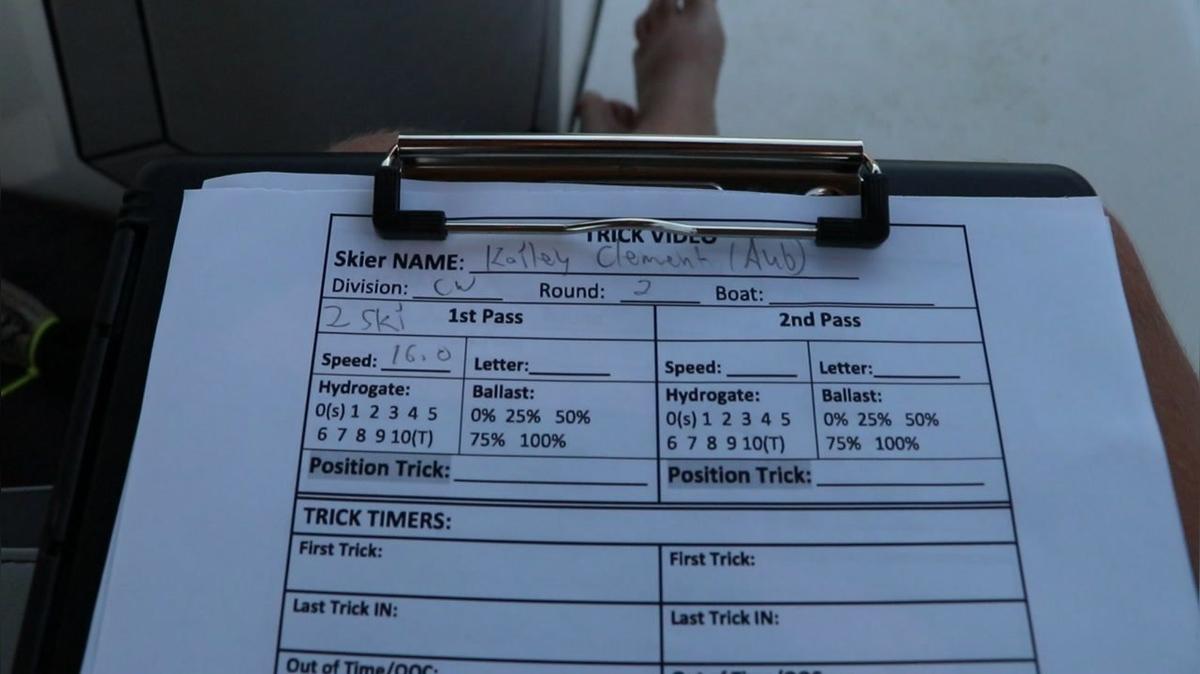 TRICK VIDEO
Skier NAME: Kailey Clement (Aub)
Division: CW Round: 2 Boat:
2 Ski 1st Pass 2nd Pass
Speed: 16.0 Letter: Speed: Letter:
Hydrogate: Ballast: Hydrogate: Ballast:
0(s) 1 2 3 4 5 0% 25% 50% 0(s) 1 2 3 4 5 0% 25% 50%
6 7 8 9 10(T) 75% 100% 6 7 8 9 10(T) 75% 100%
Position Trick: Position Trick:
TRICK TIMERS:
First Trick: First Trick:
Last Trick IN: Last Trick IN:
Out of Time/OOC: